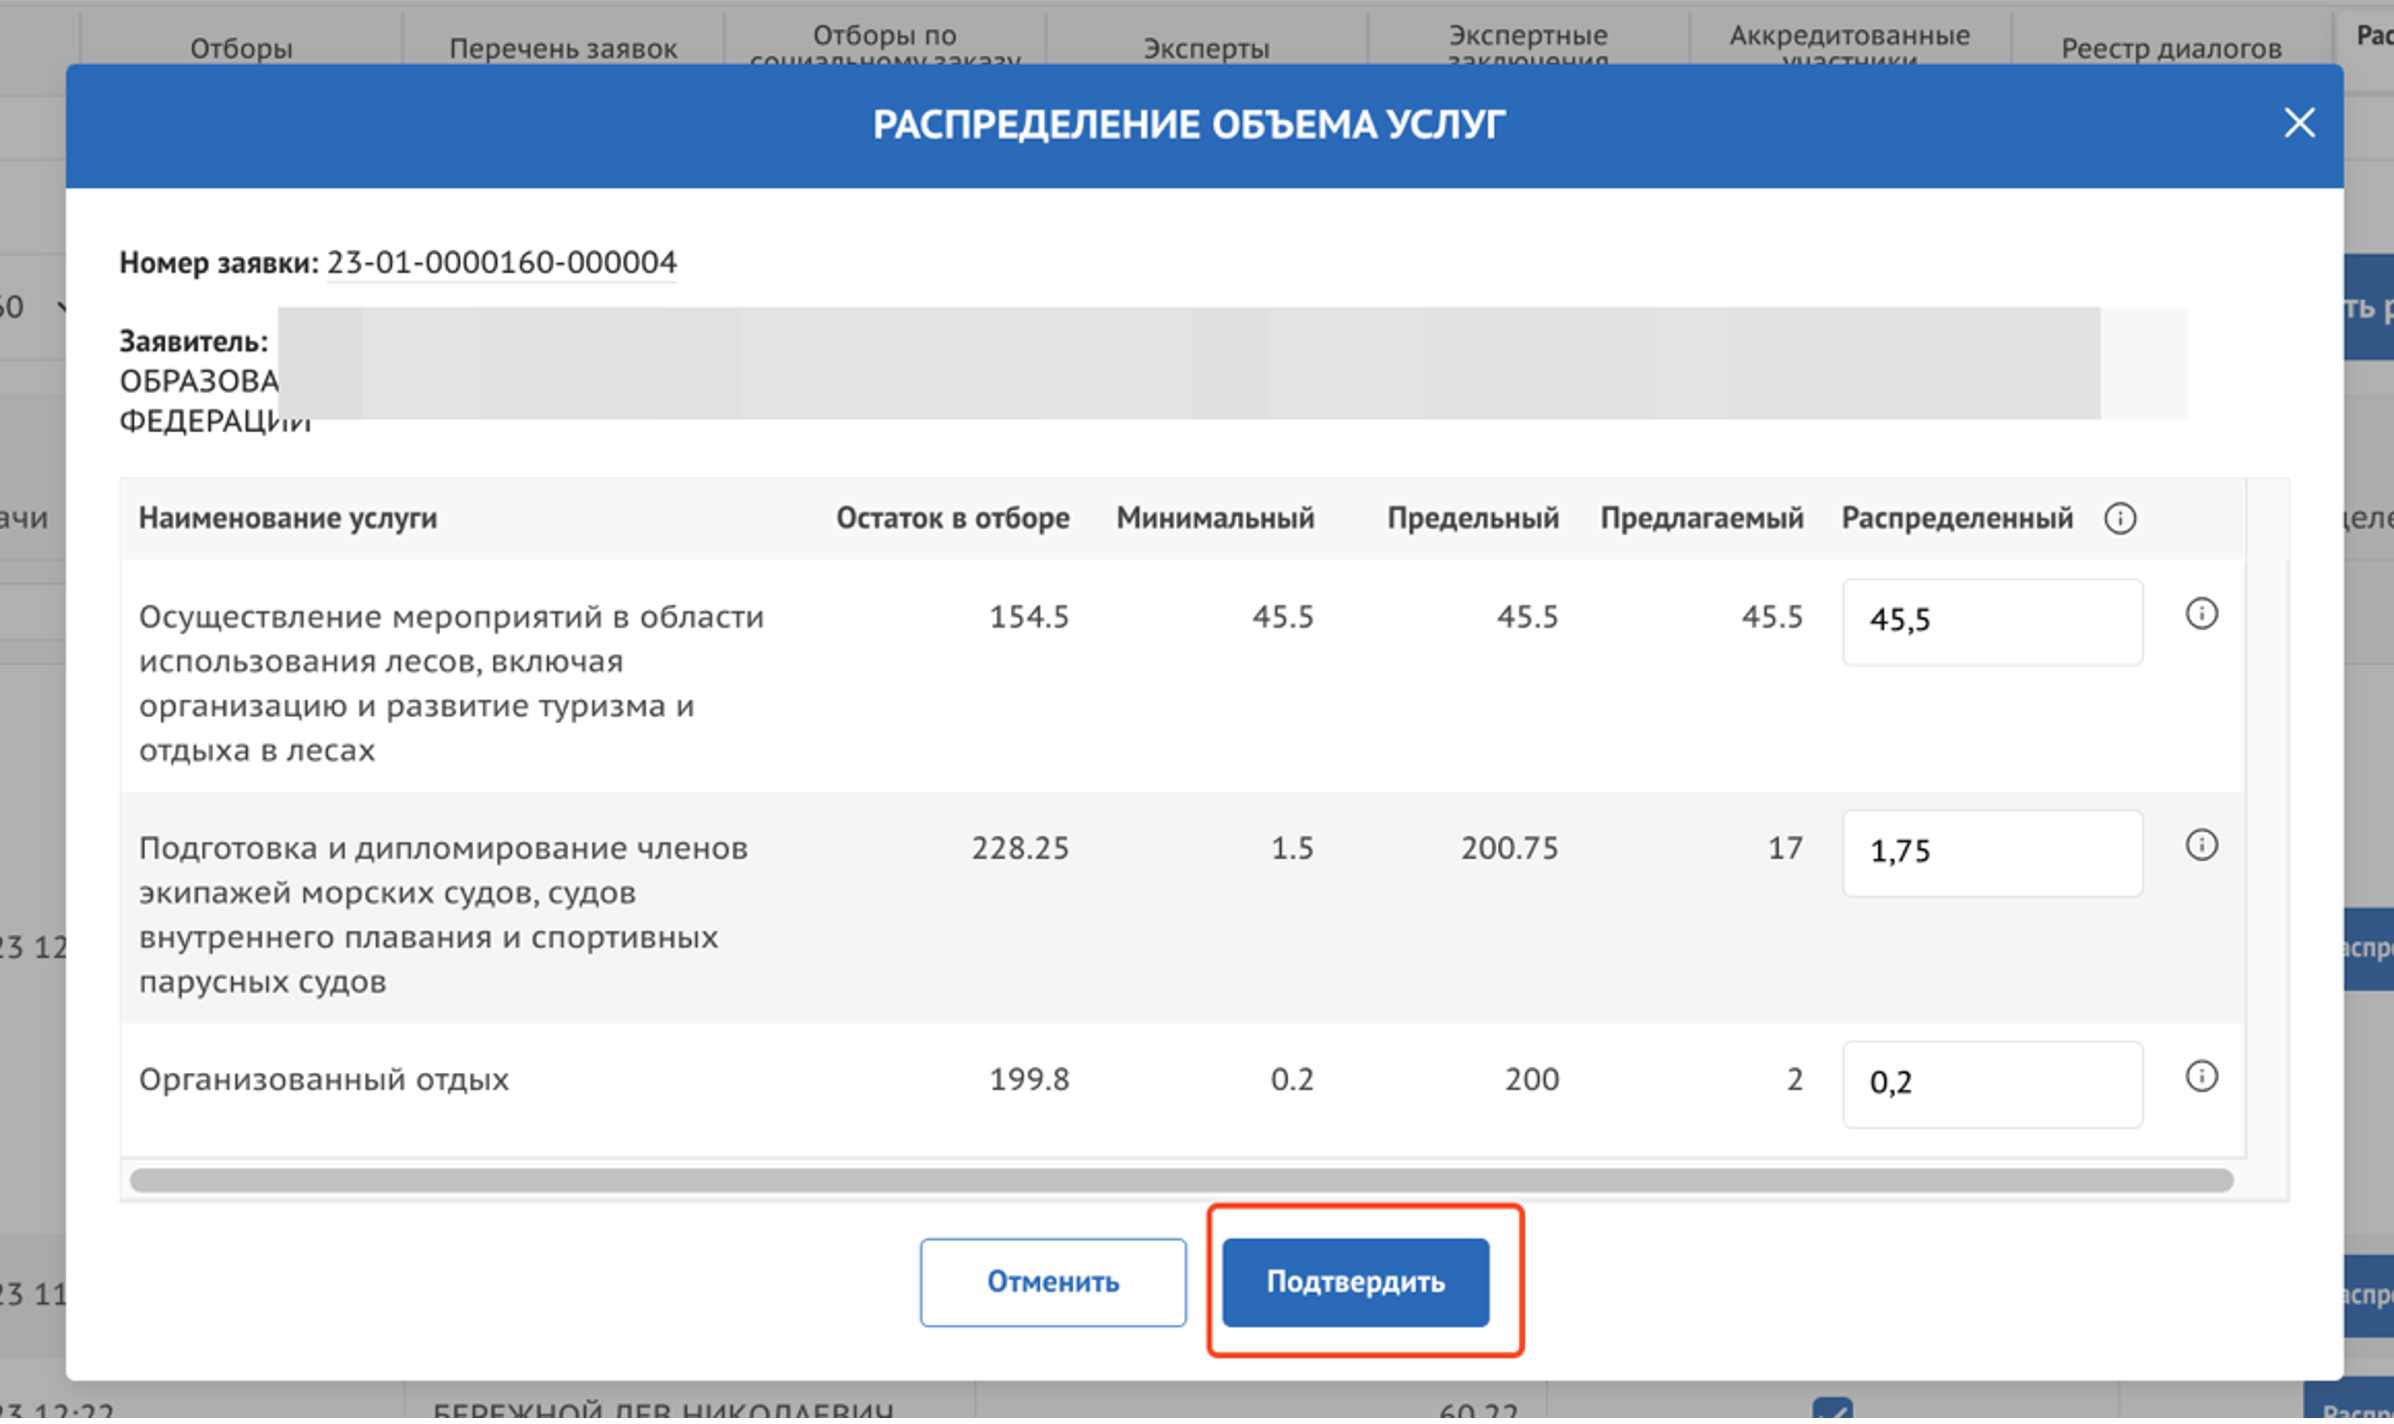 Отборы
Перечень заявок
Отборы по
социальному заказу
Эксперты
Экспертные
заключения
Аккредитованные
участники
Реестр диалогов
РАСПРЕДЕЛЕНИЕ ОБЪЕМА УСЛУГ
Номер заявки: 23-01-0000160-000004
Заявитель:
ОБРАЗОВА
ФЕДЕРАЦИИ
Наименование услуги Остаток в отборе Минимальный Предельный Предлагаемый Распределенный
Осуществление мероприятий в области 154.5 45.5 45.5 45.5 45,5
использования лесов, включая
организацию и развитие туризма и
отдыха в лесах
Подготовка и дипломирование членов 228.25 1.5 200.75 17 1,75
экипажей морских судов, судов
внутреннего плавания и спортивных
парусных судов
Организованный отдых 199.8 0.2 200 2 0,2
Отменить Подтвердить
23 12
23 11
23 12:22 БЕРЕЖНОЙ ЛЕВ НИКОЛАЕВИЧ 60.22